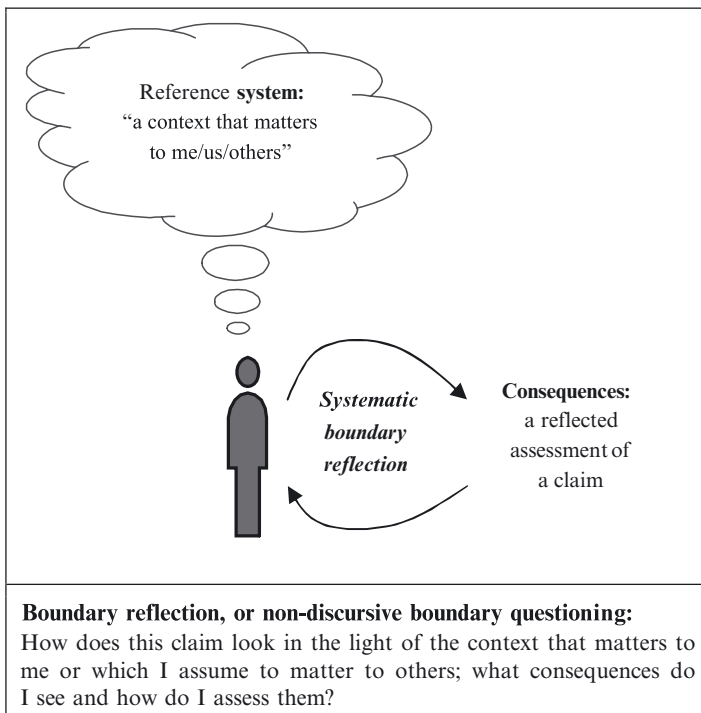 Reference system:
“a context that matters
to me/us/others”
Systematic
boundary
reflection
Consequences:
a reflected
assessment of
a claim
Boundary reflection, or non-discursive boundary questioning:
How does this claim look in the light of the context that matters to
me or which I assume to matter to others; what consequences do
I see and how do I assess them?